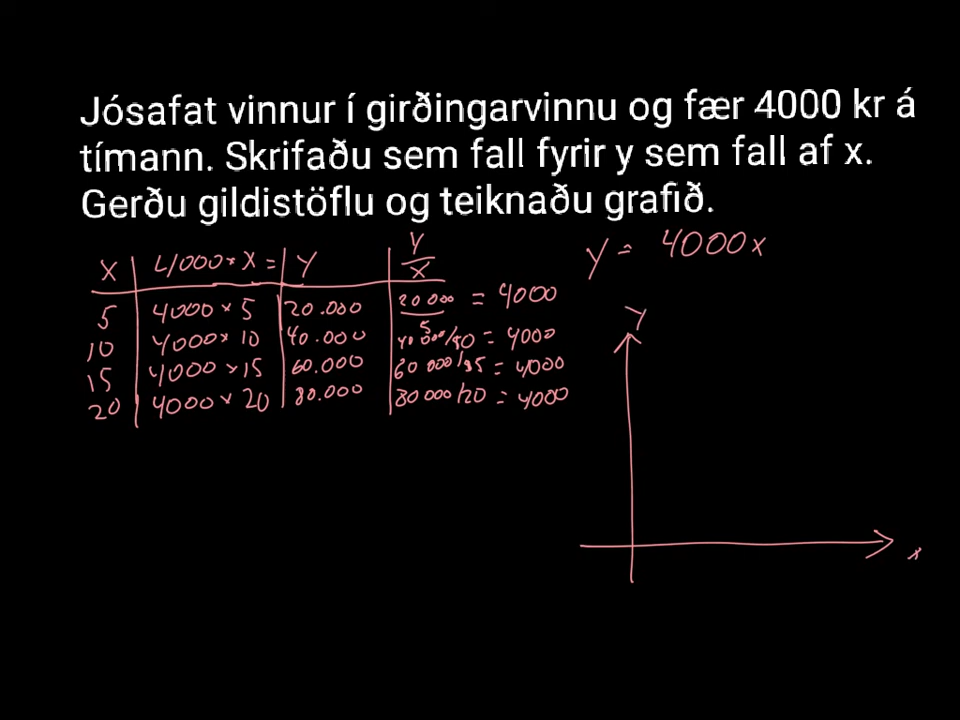 Jósafat vinnur í girðingarvinnu og fær 4000 kr á
tímann. Skrifaðu sem fall fyrir y sem fall af x.
Gerðu gildistöflu og teiknaðu grafið.
y = 4000x
x | 4000 * x = | y | y/x
5 | 4000 * 5 | 20.000 | 20 000/5 = 4000
10 | 4000 * 10 | 40.000 | 40 000/10 = 4000
15 | 4000 * 15 | 60.000 | 60 000/15 = 4000
20 | 4000 * 20 | 80.000 | 80 000/20 = 4000
y
x